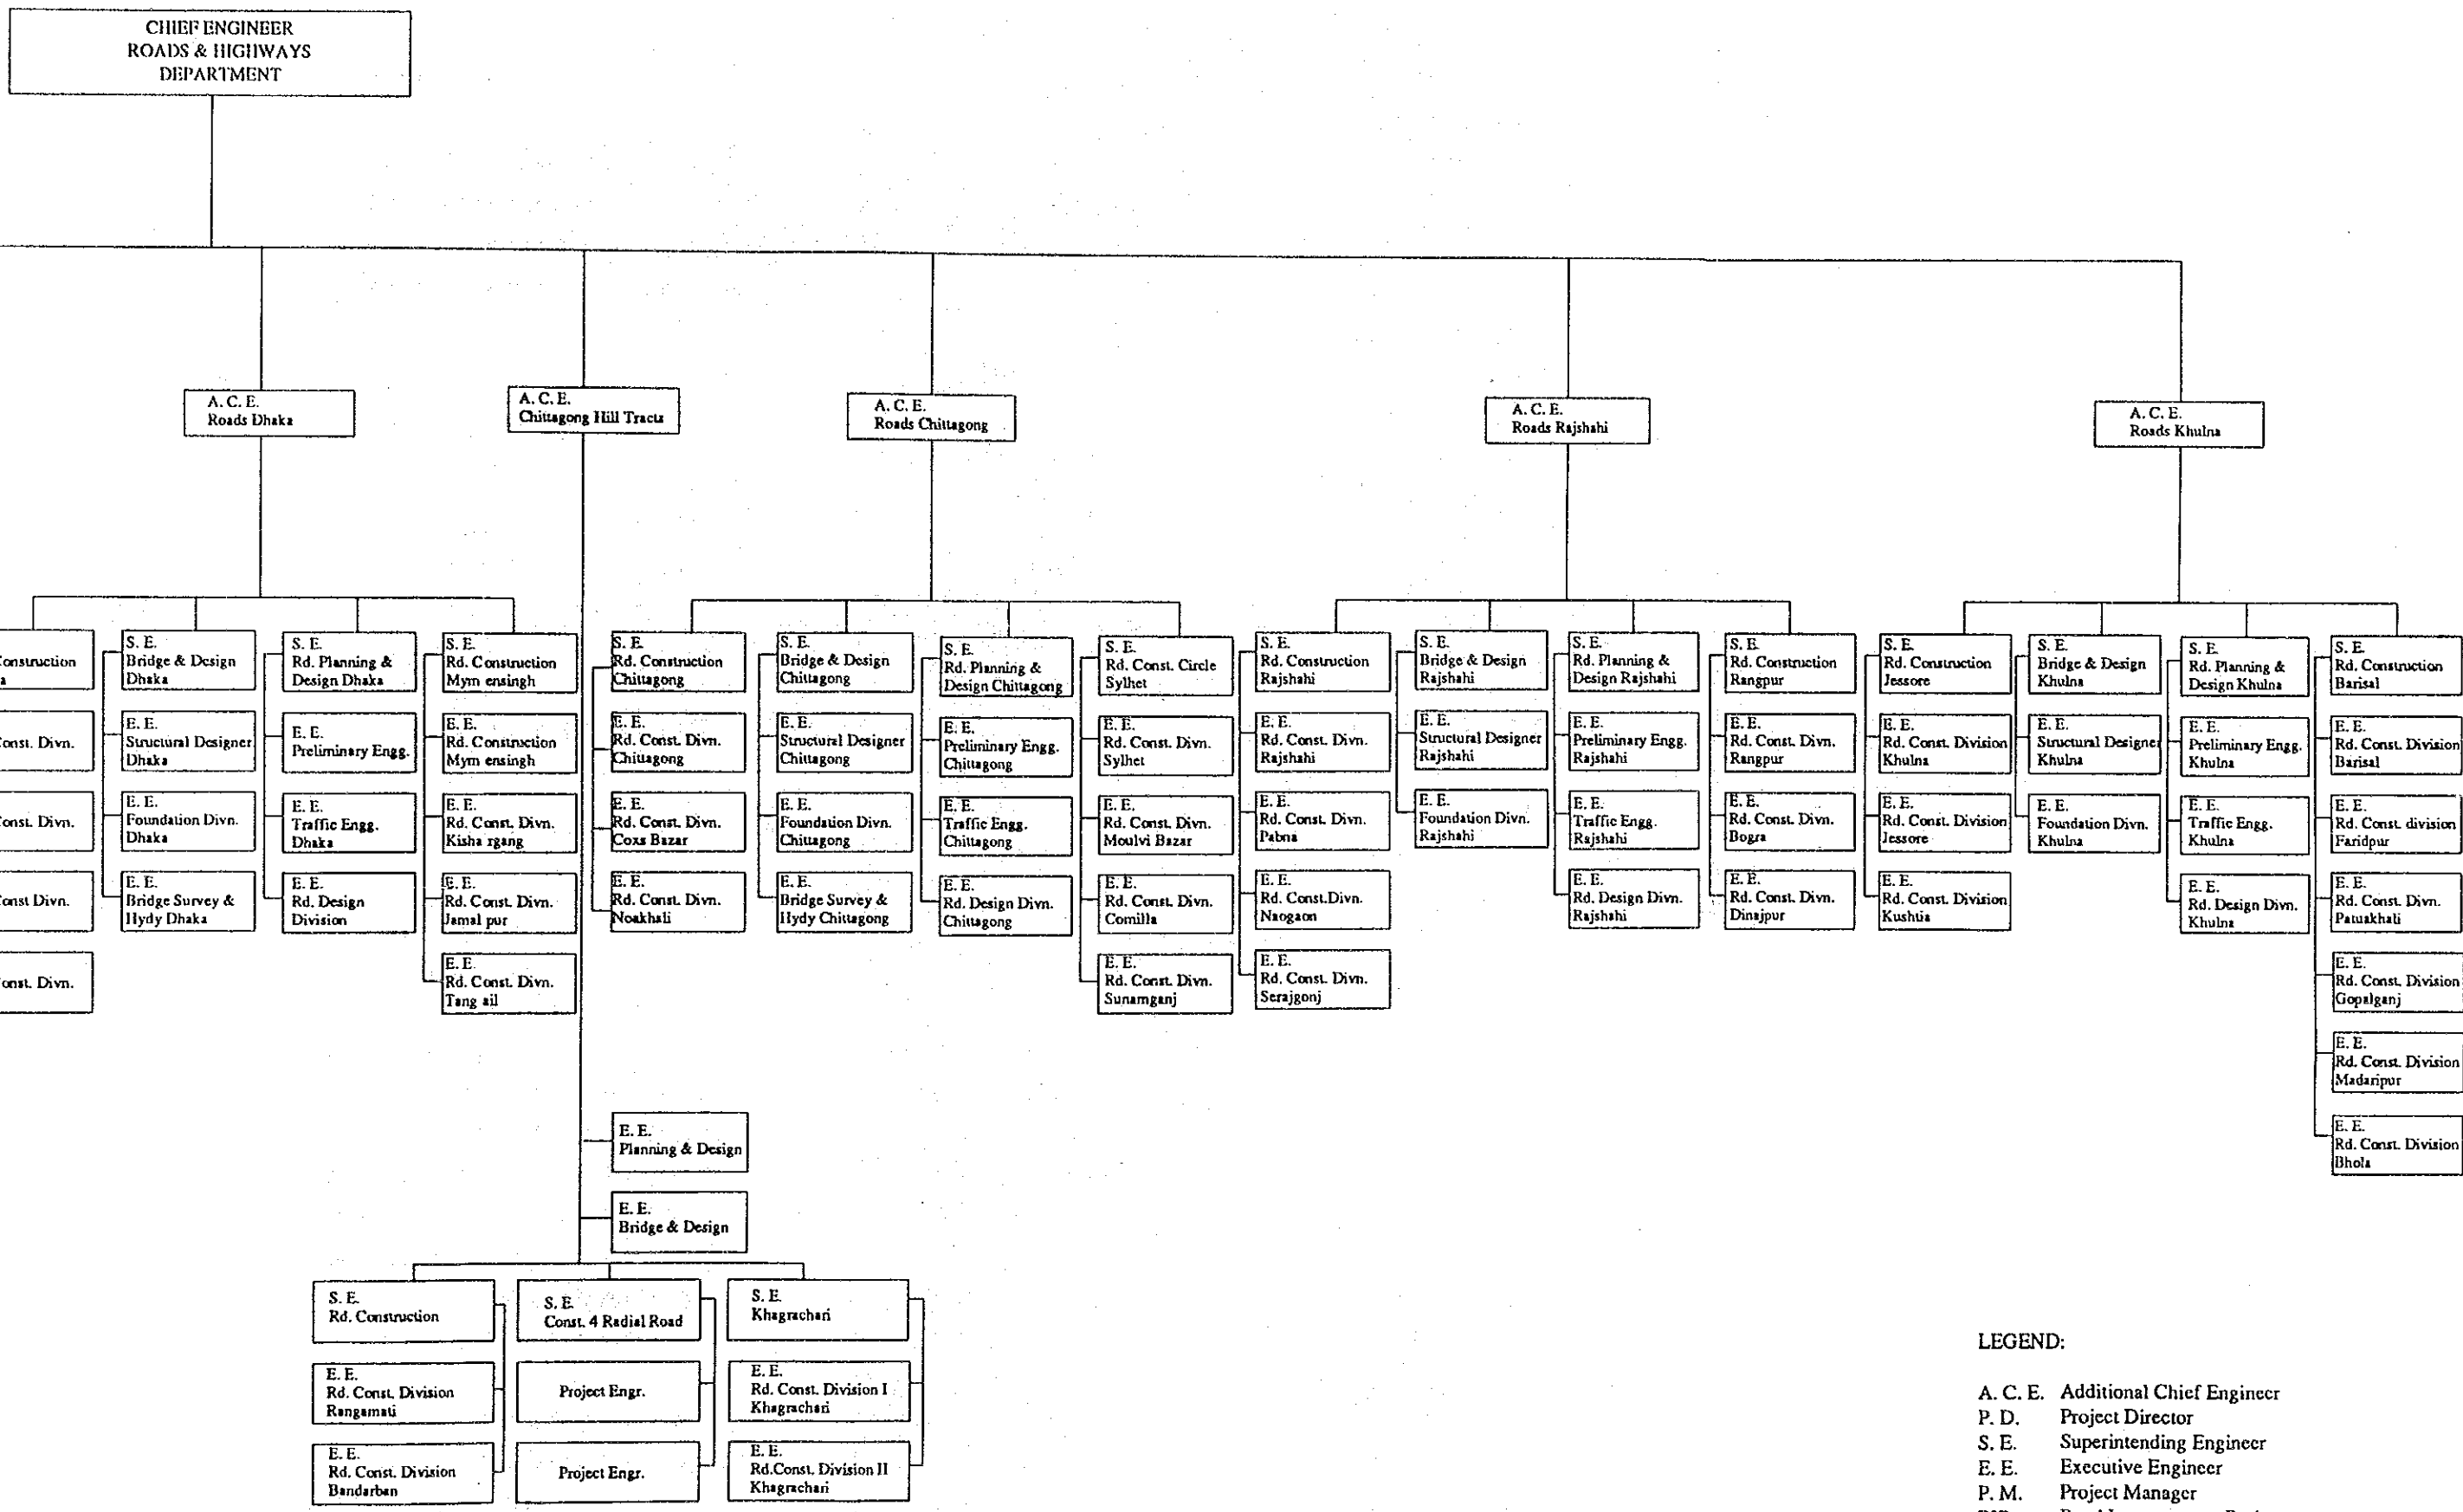 CHIEF ENGINEER
ROADS & HIGHWAYS
DEPARTMENT
A. C. E.
Roads Dhaka
A. C. E.
Chittagong Hill Tracts
A. C. E.
Roads Chittagong
A. C. E.
Roads Rajshahi
A. C. E.
Roads Khulna
Construction
a
Const. Divn.
Const. Divn.
Const Divn.
onst. Divn.
S. E.
Bridge & Design
Dhaka
E. E.
Structural Designer
Dhaka
E. E.
Foundation Divn.
Dhaka
E. E.
Bridge Survey &
Hydy Dhaka
S. E.
Rd. Planning &
Design Dhaka
E. E.
Preliminary Engg.
E. E.
Traffic Engg.
Dhaka
E. E.
Rd. Design
Division
S. E.
Rd. Construction
Mym ensingh
E. E.
Rd. Construction
Mym ensingh
E. E.
Rd. Const. Divn.
Kisha rgang
E. E.
Rd. Const. Divn.
Jamal pur
E. E.
Rd. Const. Divn.
Tang ail
S. E.
Rd. Construction
Chittagong
E. E.
Rd. Const. Divn.
Chittagong
E. E.
Rd. Const. Divn.
Coxs Bazar
E. E.
Rd. Const. Divn.
Noakhali
S. E.
Bridge & Design
Chittagong
E. E.
Structural Designer
Chittagong
E. E.
Foundation Divn.
Chittagong
E. E.
Bridge Survey &
Hydy Chittagong
S. E.
Rd. Planning &
Design Chittagong
E. E.
Preliminary Engg.
Chittagong
E. E.
Traffic Engg.
Chittagong
E. E.
Rd. Design Divn.
Chittagong
S. E.
Rd. Const. Circle
Sylhet
E. E.
Rd. Const. Divn.
Sylhet
E. E.
Rd. Const. Divn.
Moulvi Bazar
E. E.
Rd. Const. Divn.
Comilla
E. E.
Rd. Const. Divn.
Sunamganj
S. E.
Rd. Construction
Rajshahi
E. E.
Rd. Const. Divn.
Rajshahi
E. E.
Rd. Const. Divn.
Pabna
E. E.
Rd. Const.Divn.
Naogaon
E. E.
Rd. Const. Divn.
Serajgonj
S. E.
Bridge & Design
Rajshahi
E. E.
Structural Designer
Rajshahi
E. E.
Foundation Divn.
Rajshahi
S. E.
Rd. Planning &
Design Rajshahi
E. E.
Preliminary Engg.
Rajshahi
E. E.
Traffic Engg.
Rajshahi
E. E.
Rd. Design Divn.
Rajshahi
S. E.
Rd. Construction
Rangpur
E. E.
Rd. Const. Divn.
Rangpur
E. E.
Rd. Const. Divn.
Bogra
E. E.
Rd. Const. Divn.
Dinajpur
S. E.
Rd. Construction
Jessore
E. E.
Rd. Const. Division
Khulna
E. E.
Rd. Const. Division
Jessore
E. E.
Rd. Const. Division
Kushtia
S. E.
Bridge & Design
Khulna
E. E.
Structural Designer
Khulna
E. E.
Foundation Divn.
Khulna
S. E.
Rd. Planning &
Design Khulna
E. E.
Preliminary Engg.
Khulna
E. E.
Traffic Engg.
Khulna
E. E.
Rd. Design Divn.
Khulna
S. E.
Rd. Construction
Barisal
E. E.
Rd. Const. Division
Barisal
E. E.
Rd. Const. division
Faridpur
E. E.
Rd. Const. Divn.
Patuakhali
E. E.
Rd. Const. Division
Gopalganj
E. E.
Rd. Const. Division
Madaripur
E. E.
Rd. Const. Division
Bhola
E. E.
Planning & Design
E. E.
Bridge & Design
S. E.
Rd. Construction
E. E.
Rd. Const. Division
Rangamati
E. E.
Rd. Const. Division
Bandarban
S. E.
Const. 4 Radial Road
Project Engr.
Project Engr.
S. E.
Khagrachari
E. E.
Rd. Const. Division I
Khagrachari
E. E.
Rd.Const. Division II
Khagrachari
LEGEND:
A. C. E. Additional Chief Engineer
P. D. Project Director
S. E. Superintending Engineer
E. E. Executive Engineer
P. M. Project Manager